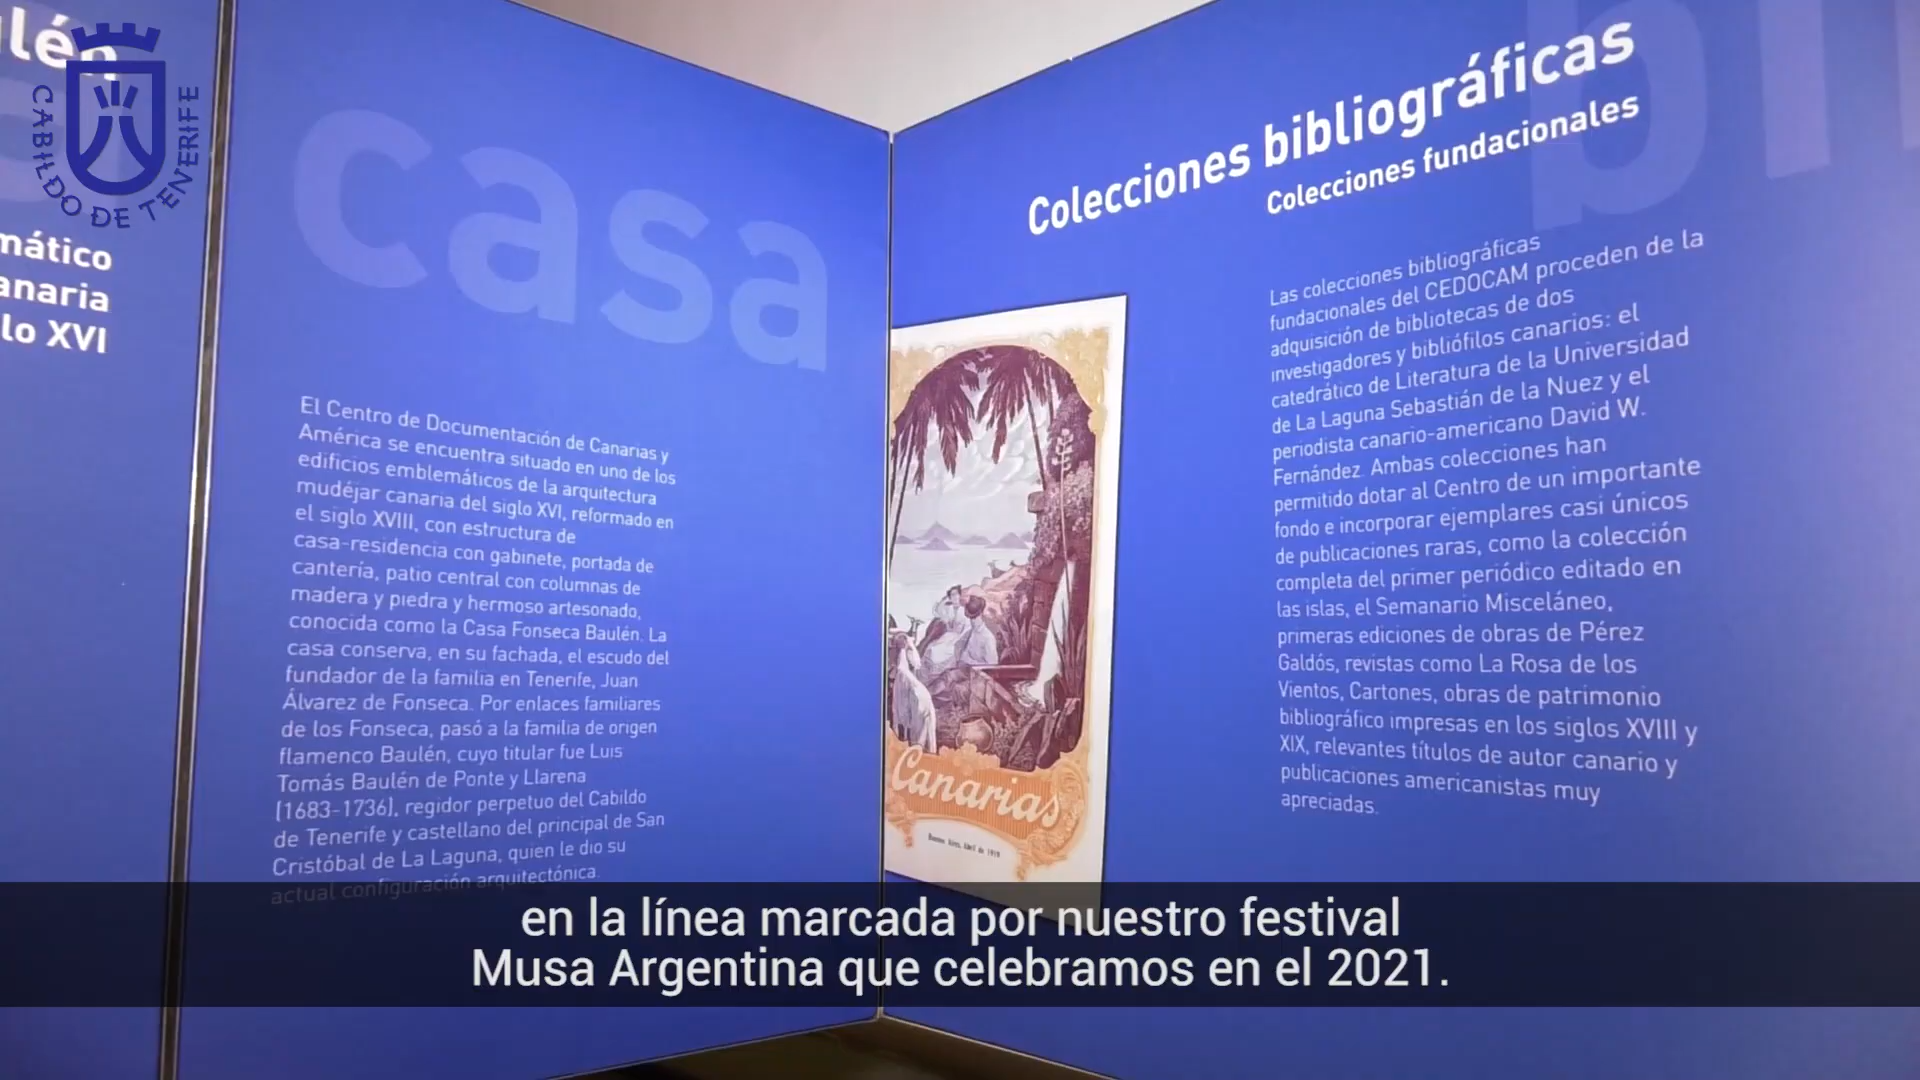 CABILDO DE TENERIFE
lén
mático
anaria
lo XVI
casa
El Centro de Documentación de Canarias y
América se encuentra situado en uno de los
edificios emblemáticos de la arquitectura
mudéjar canaria del siglo XVI, reformado en
el siglo XVIII, con estructura de
casa-residencia con gabinete, portada de
cantería, patio central con columnas de
madera y piedra y hermoso artesonado,
conocida como la Casa Fonseca Baulén. La
casa conserva, en su fachada, el escudo del
fundador de la familia en Tenerife, Juan
Álvarez de Fonseca. Por enlaces familiares
de los Fonseca, pasó a la familia de origen
flamenco Baulén, cuyo titular fue Luis
Tomás Baulén de Ponte y Llarena
(1683-1736), regidor perpetuo del Cabildo
de Tenerife y castellano del principal de San
Cristóbal de La Laguna, quien le dio su
actual configuración arquitectónica.
Canarias
Buenos Aires, Abril de 1919
bi
Colecciones bibliográficas
Colecciones fundacionales
Las colecciones bibliográficas
fundacionales del CEDOCAM proceden de la
adquisición de bibliotecas de dos
investigadores y bibliófilos canarios: el
catedrático de Literatura de la Universidad
de La Laguna Sebastián de la Nuez y el
periodista canario-americano David W.
Fernández. Ambas colecciones han
permitido dotar al Centro de un importante
fondo e incorporar ejemplares casi únicos
de publicaciones raras, como la colección
completa del primer periódico editado en
las islas, el Semanario Misceláneo,
primeras ediciones de obras de Pérez
Galdós, revistas como La Rosa de los
Vientos, Cartones, obras de patrimonio
bibliográfico impresas en los siglos XVIII y
XIX, relevantes títulos de autor canario y
publicaciones americanistas muy
apreciadas.
en la línea marcada por nuestro festival
Musa Argentina que celebramos en el 2021.